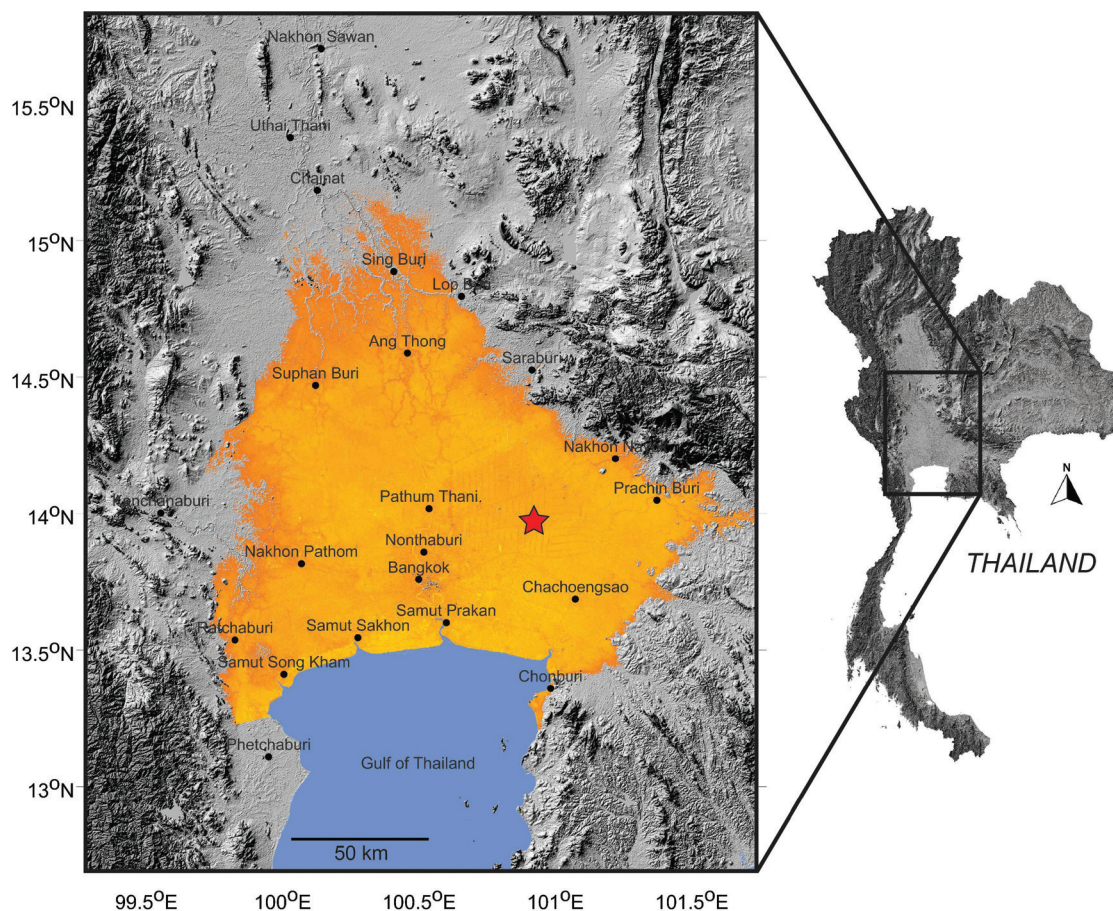 Nakhon Sawan
15.5°N
Uthai Thani
Chainat
15°N
Sing Buri
Lop
Ang Thong
Saraburi
Suphan Buri
14.5°N
Nakhon Na
Prachin Buri
Kanchanaburi
Pathum Thani.
14°N
Nonthaburi
Nakhon Pathom
Bangkok
Chachoengsao
Samut Prakan
Ratchaburi
Samut Sakhon
13.5°N
Samut Song Kham
Chonburi
Phetchaburi
Gulf of Thailand
13°N
50 km
99.5°E 100°E 100.5°E 101°E 101.5°E
N
THAILAND